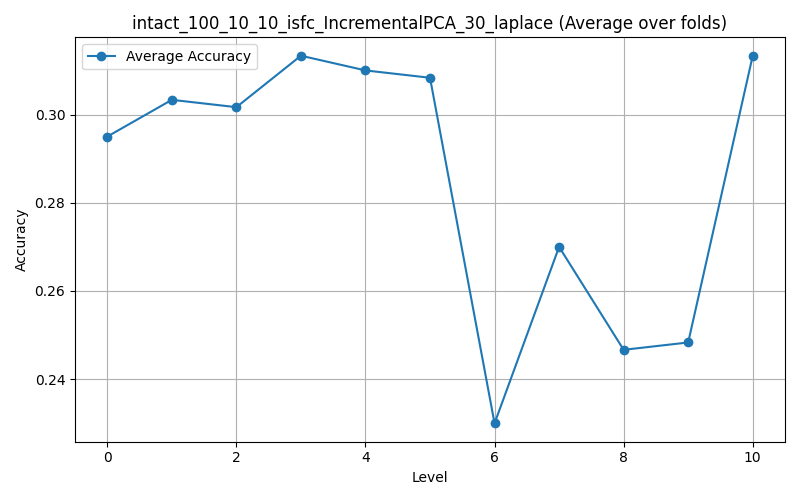 intact_100_10_10_isfc_IncrementalPCA_30_laplace (Average over folds)
Average Accuracy
Accuracy
0.30
0.28
0.26
0.24
0 2 4 6 8 10
Level